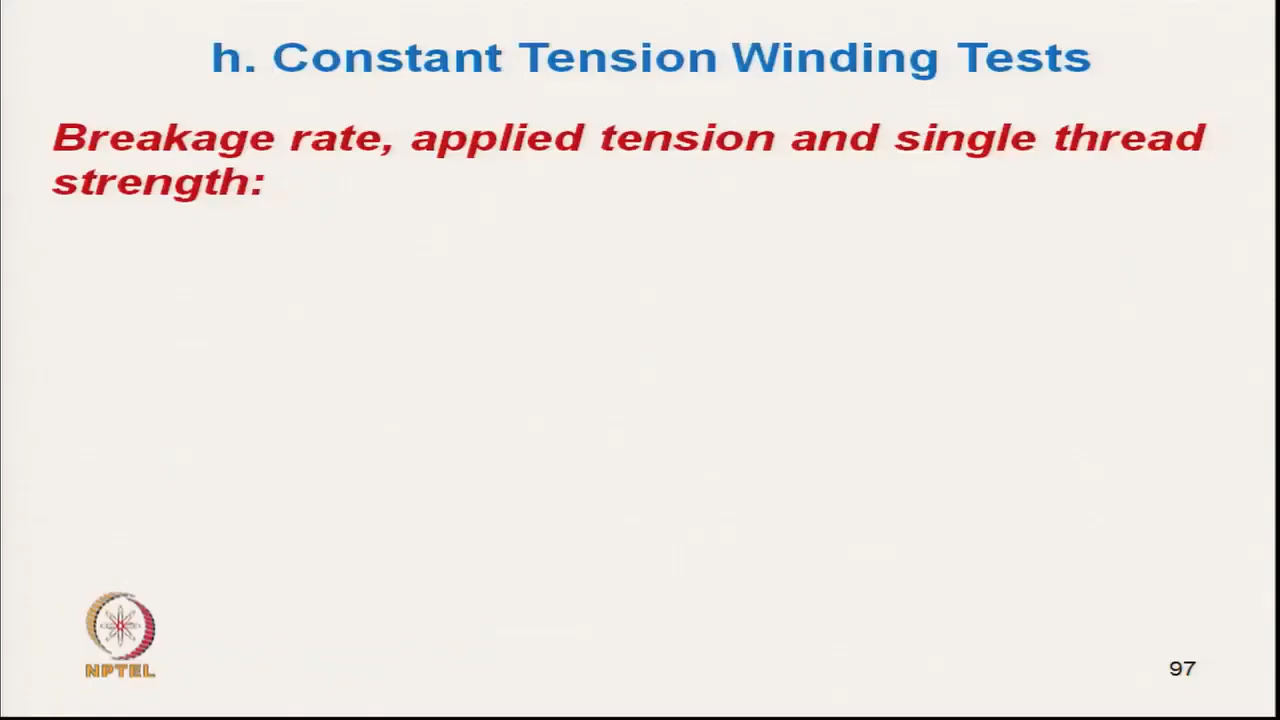 h. Constant Tension Winding Tests
Breakage rate, applied tension and single thread
strength:
NPTEL
97